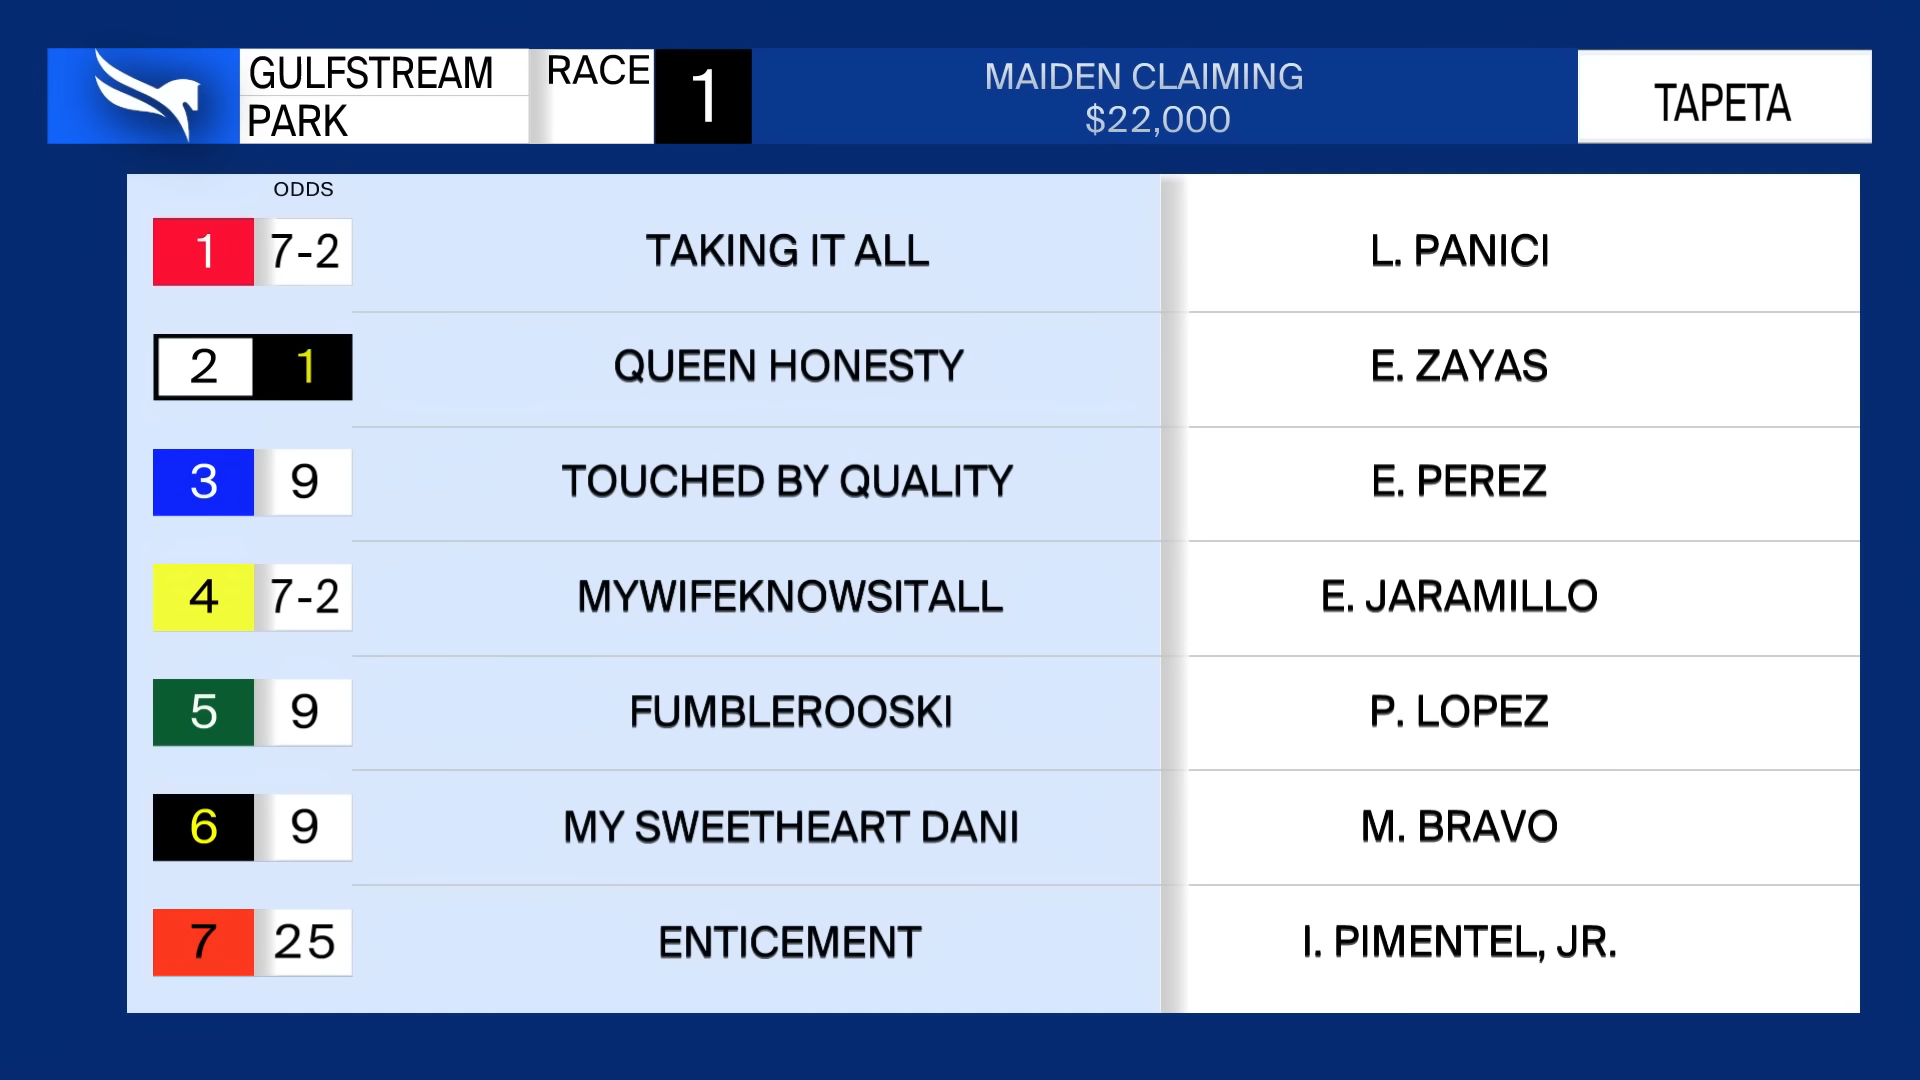 GULFSTREAM
PARK
RACE
1
MAIDEN CLAIMING
$22,000
TAPETA
ODDS
1 7-2 TAKING IT ALL L. PANICI
2 1 QUEEN HONESTY E. ZAYAS
3 9 TOUCHED BY QUALITY E. PEREZ
4 7-2 MYWIFEKNOWSITALL E. JARAMILLO
5 9 FUMBLEROOSKI P. LOPEZ
6 9 MY SWEETHEART DANI M. BRAVO
7 25 ENTICEMENT I. PIMENTEL, JR.